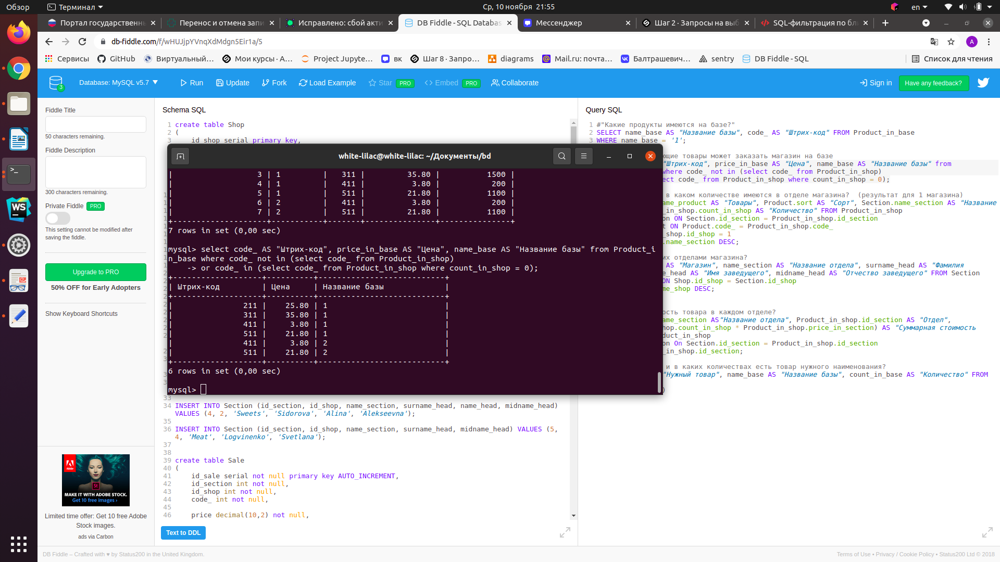 Обзор
Терминал
Ср, 10 ноября 21:55
en
Портал государственн
Перенос и отмена запи
Исправлено: сбой акти
DB Fiddle - SQL Databas
Мессенджер
Шаг 2 · Запросы на выб
SQL-фильтрация по бл
db-fiddle.com/f/wHUJjpYVnqXdMdgn5Eir1a/5
A
Сервисы
GitHub
Виртуальный…
Мои курсы · А…
Project Jupyte…
вк
Шаг 8 · Запро…
diagrams
Mail.ru: почта…
Балтрашевич…
sentry
DB Fiddle - SQL
Список для чтения
3
Database: MySQL v5.7
Run
Update
Fork
Load Example
Star PRO
Embed PRO
Collaborate
Sign in
Have any feedback?
Fiddle Title
50 characters remaining.
Fiddle Description
300 characters remaining.
Private Fiddle PRO
This setting cannot be modified after
saving the fiddle.
Upgrade to PRO
50% OFF for Early Adopters
Show Keyboard Shortcuts
MAKE IT WITH ADOBE STOCK.
Get 10 free images ›
Limited time offer: Get 10 free Adobe
Stock images.
ads via Carbon
Schema SQL
1 create table Shop
2 (
3 id_shop serial primary key,
white-lilac@white-lilac: ~/Документы/bd
| 3 | 1 | 311 | 35.80 | 1500 |
| 4 | 1 | 411 | 3.80 | 200 |
| 5 | 1 | 511 | 21.80 | 1100 |
| 6 | 2 | 411 | 3.80 | 200 |
| 7 | 2 | 511 | 21.80 | 1100 |
7 rows in set (0,00 sec)
mysql> select code_ AS "Штрих-код", price_in_base AS "Цена", name_base AS "Название базы" from Product_i
n_base where code_ not in (select code_ from Product_in_shop)
-> or code_ in (select code_ from Product_in_shop where count_in_shop = 0);
| Штрих-код | Цена | Название базы |
| 211 | 25.80 | 1 |
| 311 | 35.80 | 1 |
| 411 | 3.80 | 1 |
| 511 | 21.80 | 1 |
| 411 | 3.80 | 2 |
| 511 | 21.80 | 2 |
6 rows in set (0,00 sec)
mysql>
33
34 INSERT INTO Section (id_section, id_shop, name_section, surname_head, name_head, midname_head)
VALUES (4, 2, 'Sweets', 'Sidorova', 'Alina', 'Alekseevna');
35
36 INSERT INTO Section (id_section, id_shop, name_section, surname_head, midname_head) VALUES (5,
4, 'Meat', 'Logvinenko', 'Svetlana');
37
38
39 create table Sale
40 (
41 id_sale serial not null primary key AUTO_INCREMENT,
42 id_section int not null,
43 id_shop int not null,
44 code_ int not null,
45
46 price decimal(10,2) not null,
Text to DDL
Query SQL
1 #"Какие продукты имеются на базе?"
2 SELECT name_base AS "Название базы", code_ AS "Штрих-код" FROM Product_in_base
3 WHERE name_base = '1';
ющие товары может заказать магазин на базе
"Штрих-код", price_in_base AS "Цена", name_base AS "Название базы" from
where code_ not in (select code_ from Product_in_shop)
ect code_ from Product_in_shop where count_in_shop = 0);
в каком количестве имеются в отделе магазина? (результат для 1 магазина)
ame_product AS "Товары", Product.sort AS "Сорт", Section.name_section AS "Название
_in_shop.count_in_shop AS "Количество" FROM Product_in_shop
on ON Section.id_section = Product_in_shop.id_section
t ON Product.code_ = Product_in_shop.code_
_shop.id_shop = 1
.name_section DESC;
их отделами магазина?
AS "Магазин", name_section AS "Название отдела", surname_head AS "Фамилия
me_head AS "Имя заведущего", midname_head AS "Отчество заведущего" FROM Section
ON Shop.id_shop = Section.id_shop
me_shop DESC;
ость товара в каждом отделе?
ame_section AS"Название отдела", Product_in_shop.id_section AS "Отдел",
hop.count_in_shop * Product_in_shop.price_in_section) AS "Суммарная стоимость
duct_in_shop
on On Section.id_section = Product_in_shop.id_section
_in_shop.id_section;
и в каких количествах есть товар нужного наименования?
"Нужный товар", name_base AS "Название базы", count_in_base AS "Количество" FROM
)
DB Fiddle – Crafted with ♥ by Status200 in the United Kingdom.
Terms of Use • Privacy / Cookie Policy • Status200 Ltd © 2018